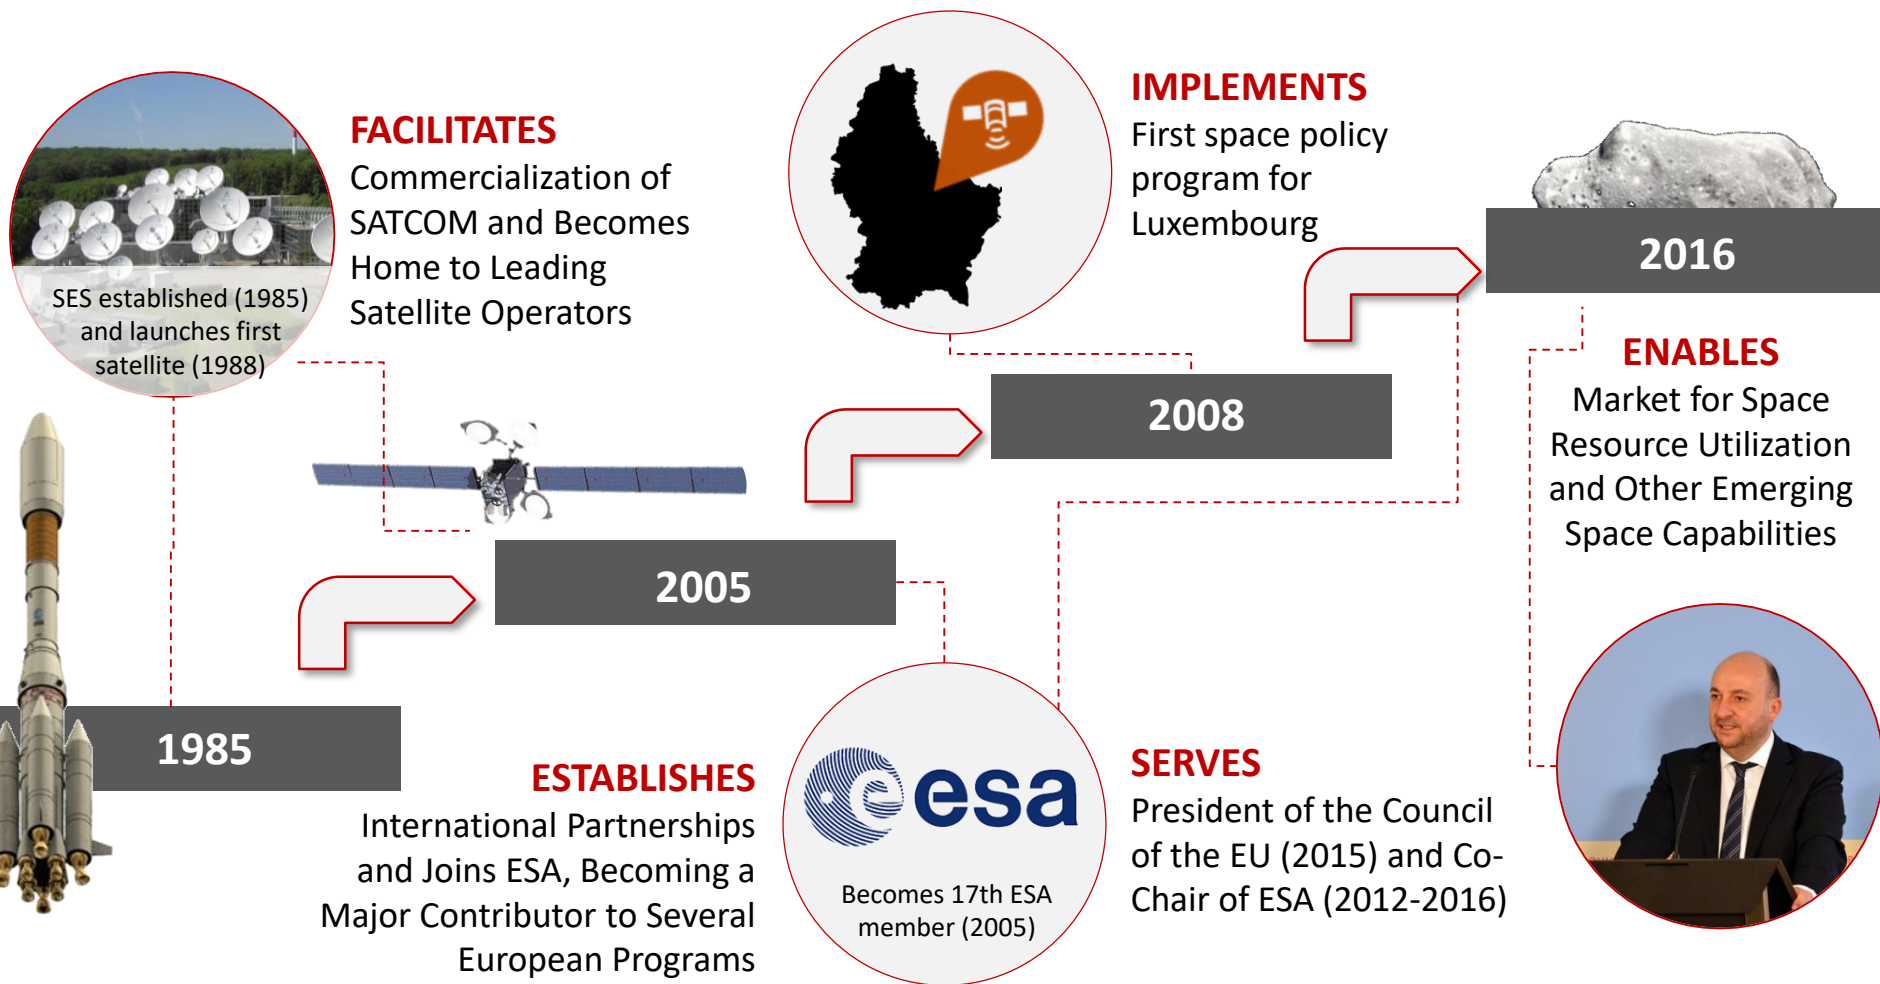 FACILITATES
Commercialization of
SATCOM and Becomes
Home to Leading
Satellite Operators
SES established (1985)
and launches first
satellite (1988)
1985
ESTABLISHES
International Partnerships
and Joins ESA, Becoming a
Major Contributor to Several
European Programs
2005
esa
Becomes 17th ESA
member (2005)
IMPLEMENTS
First space policy
program for
Luxembourg
2008
SERVES
President of the Council
of the EU (2015) and Co-
Chair of ESA (2012-2016)
2016
ENABLES
Market for Space
Resource Utilization
and Other Emerging
Space Capabilities